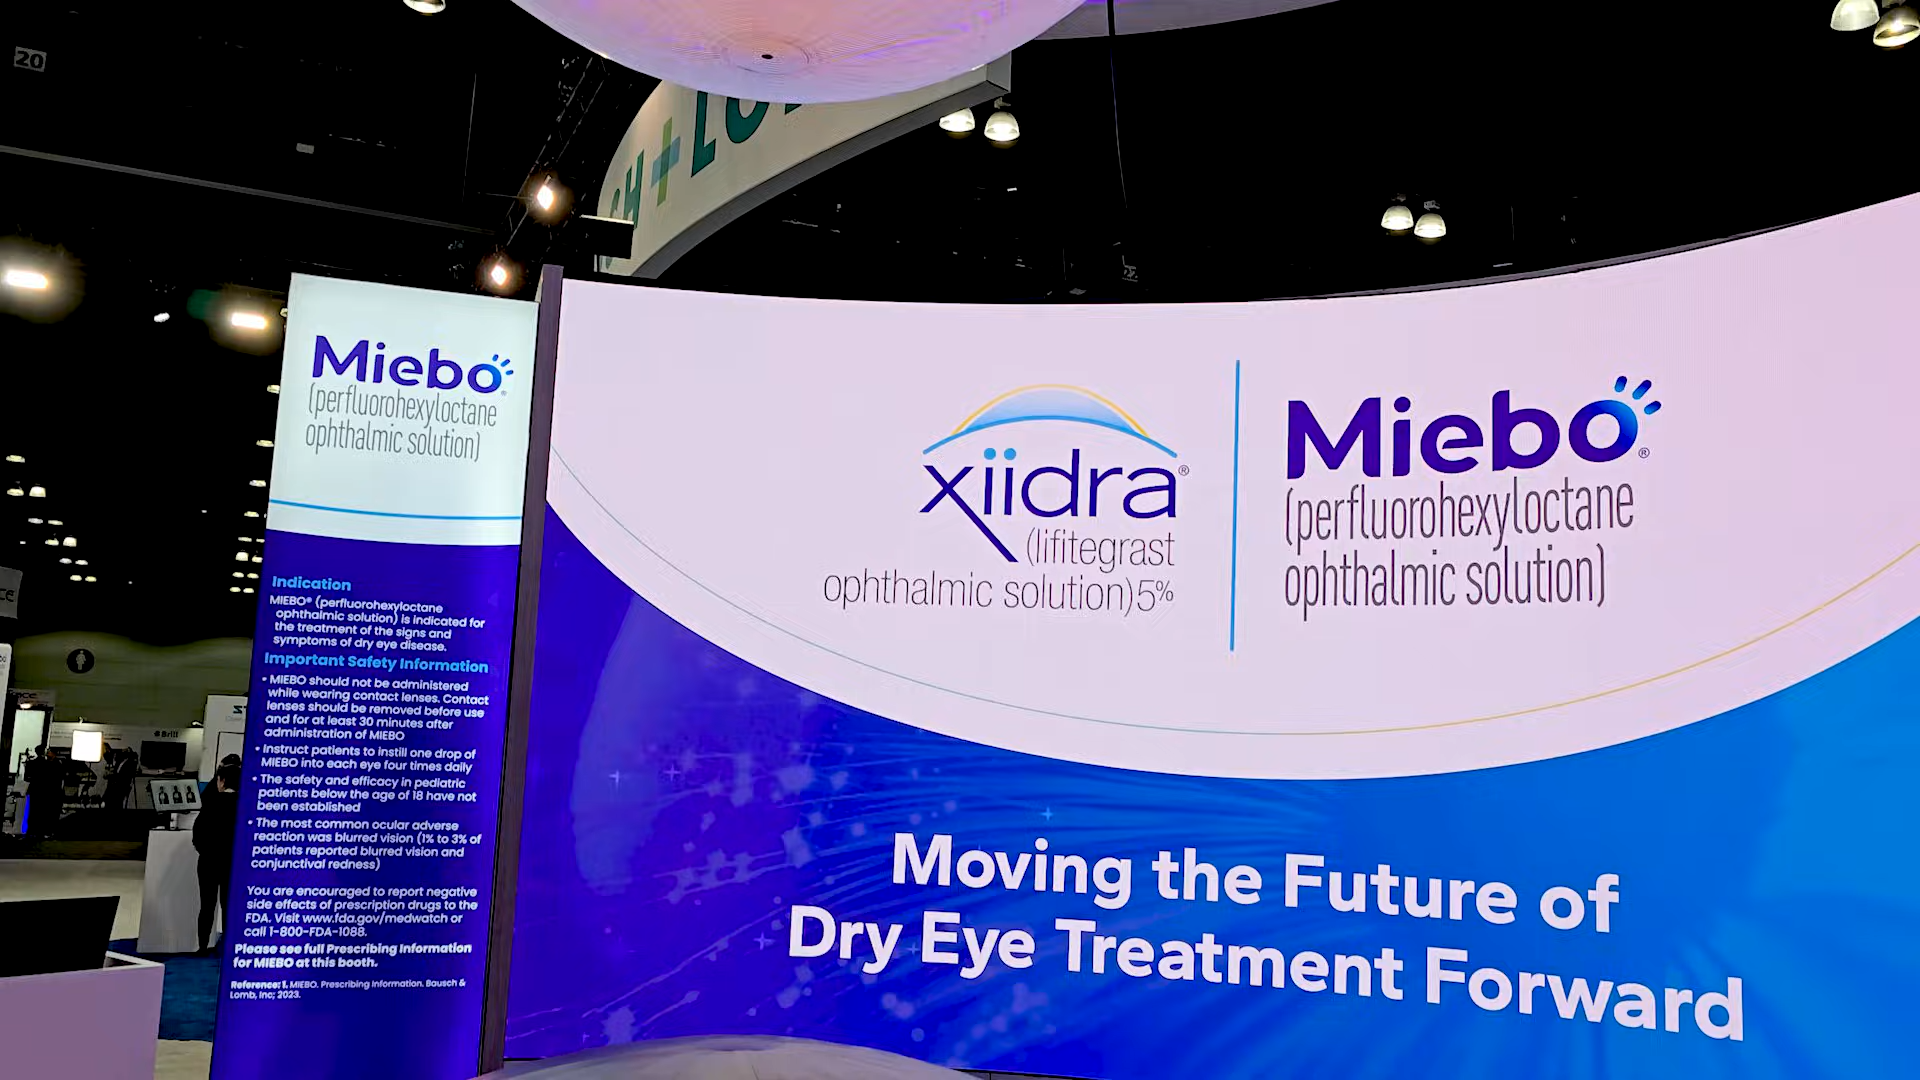 20
CH+LO
Miebo®
(perfluorohexyloctane
ophthalmic solution)
Indication
MIEBO® (perfluorohexyloctane
ophthalmic solution) is indicated for
the treatment of the signs and
symptoms of dry eye disease.
Important Safety Information
• MIEBO should not be administered
while wearing contact lenses. Contact
lenses should be removed before use
and for at least 30 minutes after
administration of MIEBO
• Instruct patients to instill one drop of
MIEBO into each eye four times daily
• The safety and efficacy in pediatric
patients below the age of 18 have not
been established
• The most common ocular adverse
reaction was blurred vision (1% to 3% of
patients reported blurred vision and
conjunctival redness)
You are encouraged to report negative
side effects of prescription drugs to the
FDA. Visit www.fda.gov/medwatch or
call 1-800-FDA-1088.
Please see full Prescribing Information
for MIEBO at this booth.
Reference: 1. MIEBO. Prescribing Information. Bausch &
Lomb, Inc; 2023.
xiidra®
(lifitegrast
ophthalmic solution)5%
Miebo®
(perfluorohexyloctane
ophthalmic solution)
Moving the Future of
Dry Eye Treatment Forward
Brill